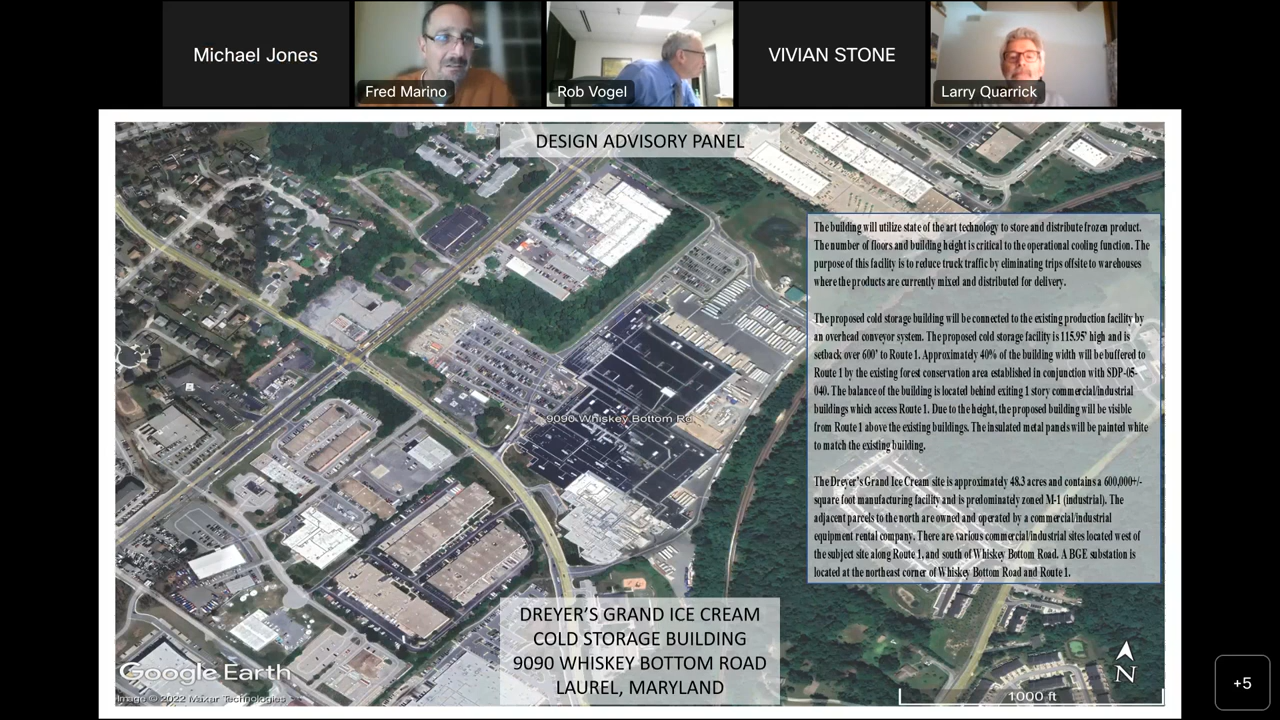 Michael Jones
Fred Marino
Rob Vogel
VIVIAN STONE
Larry Quarrick
DESIGN ADVISORY PANEL
The building will utilize state of the art technology to store and distribute frozen product.
The number of floors and building height is critical to the operational cooling function. The
purpose of this facility is to reduce truck traffic by eliminating trips offsite to warehouses
where the products are currently mixed and distributed for delivery.
The proposed cold storage building will be connected to the existing production facility by
an overhead conveyor system. The proposed cold storage facility is 115.95' high and is
setback over 600' to Route 1. Approximately 40% of the building width will be buffered to
Route 1 by the existing forest conservation area established in conjunction with SDP-05-
040. The balance of the building is located behind exiting 1 story commercial/industrial
buildings which access Route 1. Due to the height, the proposed building will be visible
from Route 1 above the existing buildings. The insulated metal panels will be painted white
to match the existing building.
The Dreyer's Grand Ice Cream site is approximately 48.3 acres and contains a 600,000+/-
square foot manufacturing facility and is predominately zoned M-1 (industrial). The
adjacent parcels to the north are owned and operated by a commercial/industrial
equipment rental company. There are various commercial/industrial sites located west of
the subject site along Route 1, and south of Whiskey Bottom Road. A BGE substation is
located at the northeast corner of Whiskey Bottom Road and Route 1.
9090 Whiskey Bottom Rd
DREYER'S GRAND ICE CREAM
COLD STORAGE BUILDING
9090 WHISKEY BOTTOM ROAD
LAUREL, MARYLAND
Google Earth
Image © 2022 Maxar Technologies
N
1000 ft
+5